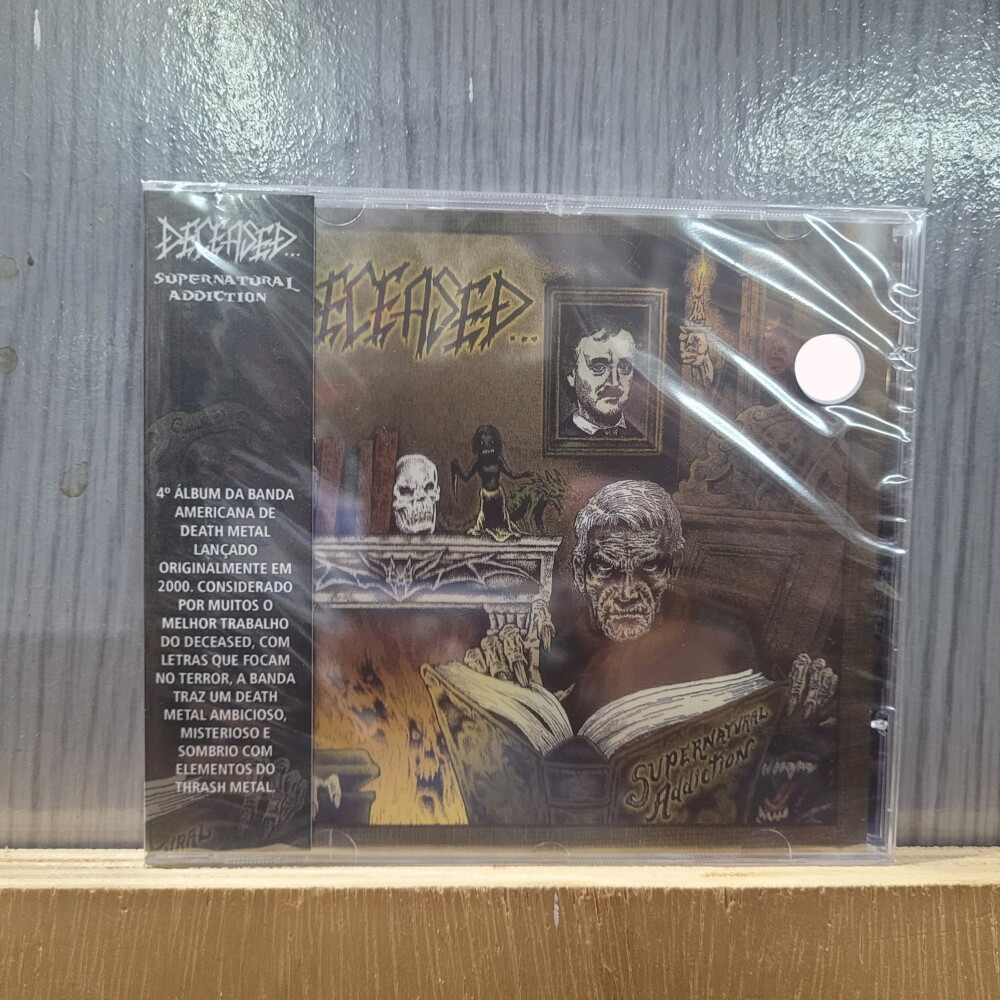 DECEASED...
SUPERNATURAL
ADDICTION
4º ÁLBUM DA BANDA
AMERICANA DE
DEATH METAL
LANÇADO
ORIGINALMENTE EM
2000. CONSIDERADO
POR MUITOS O
MELHOR TRABALHO
DO DECEASED, COM
LETRAS QUE FOCAM
NO TERROR, A BANDA
TRAZ UM DEATH
METAL AMBICIOSO,
MISTERIOSO E
SOMBRIO COM
ELEMENTOS DO
THRASH METAL.
URAL
ECEASED...
SUPERNATURAL
Addiction